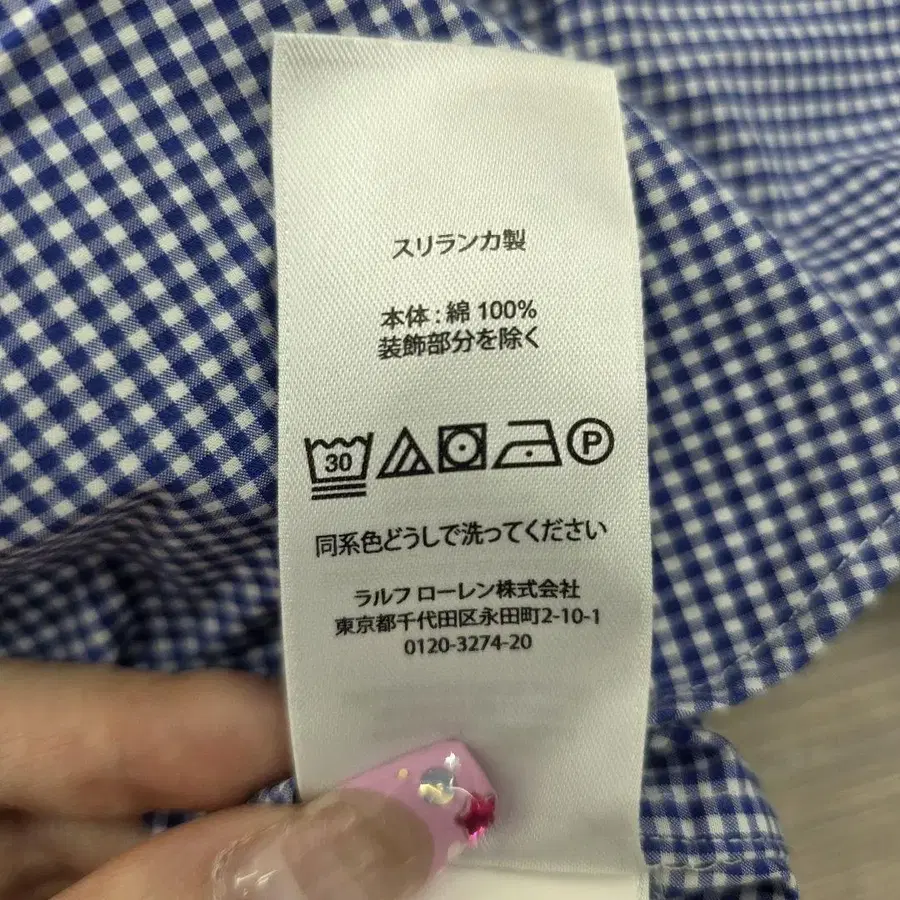 スリランカ製
本体 : 綿 100%
装飾部分を除く
30 P
同系色どうしで洗ってください
ラルフ ローレン株式会社
東京都千代田区永田町2-10-1
0120-3274-20